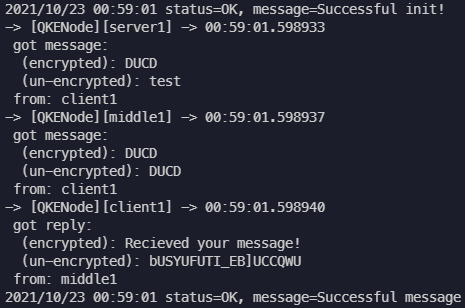 2021/10/23 00:59:01 status=OK, message=Successful init!
-> [QKENode][server1] -> 00:59:01.598933
got message:
(encrypted): DUCD
(un-encrypted): test
from: client1
-> [QKENode][middle1] -> 00:59:01.598937
got message:
(encrypted): DUCD
(un-encrypted): DUCD
from: client1
-> [QKENode][client1] -> 00:59:01.598940
got reply:
(encrypted): Recieved your message!
(un-encrypted): bUSYUFUTI_EB]UCCQWU
from: middle1
2021/10/23 00:59:01 status=OK, message=Successful message